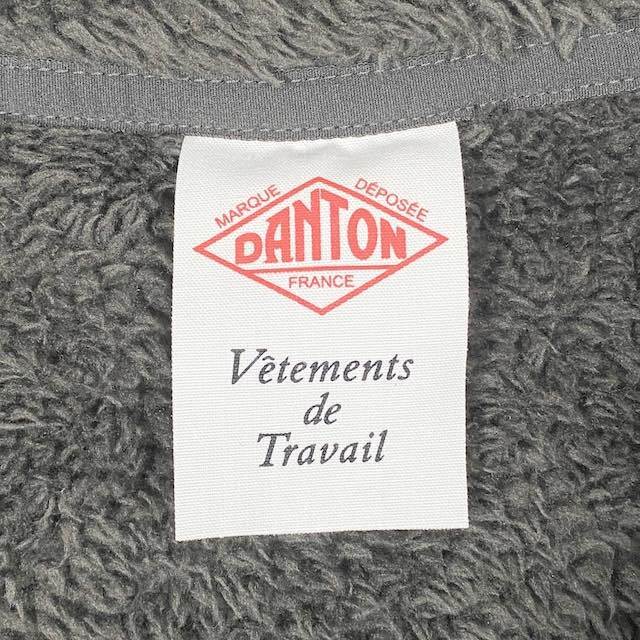 MARQUE DÉPOSÉE
DANTON
FRANCE
Vêtements
de
Travail